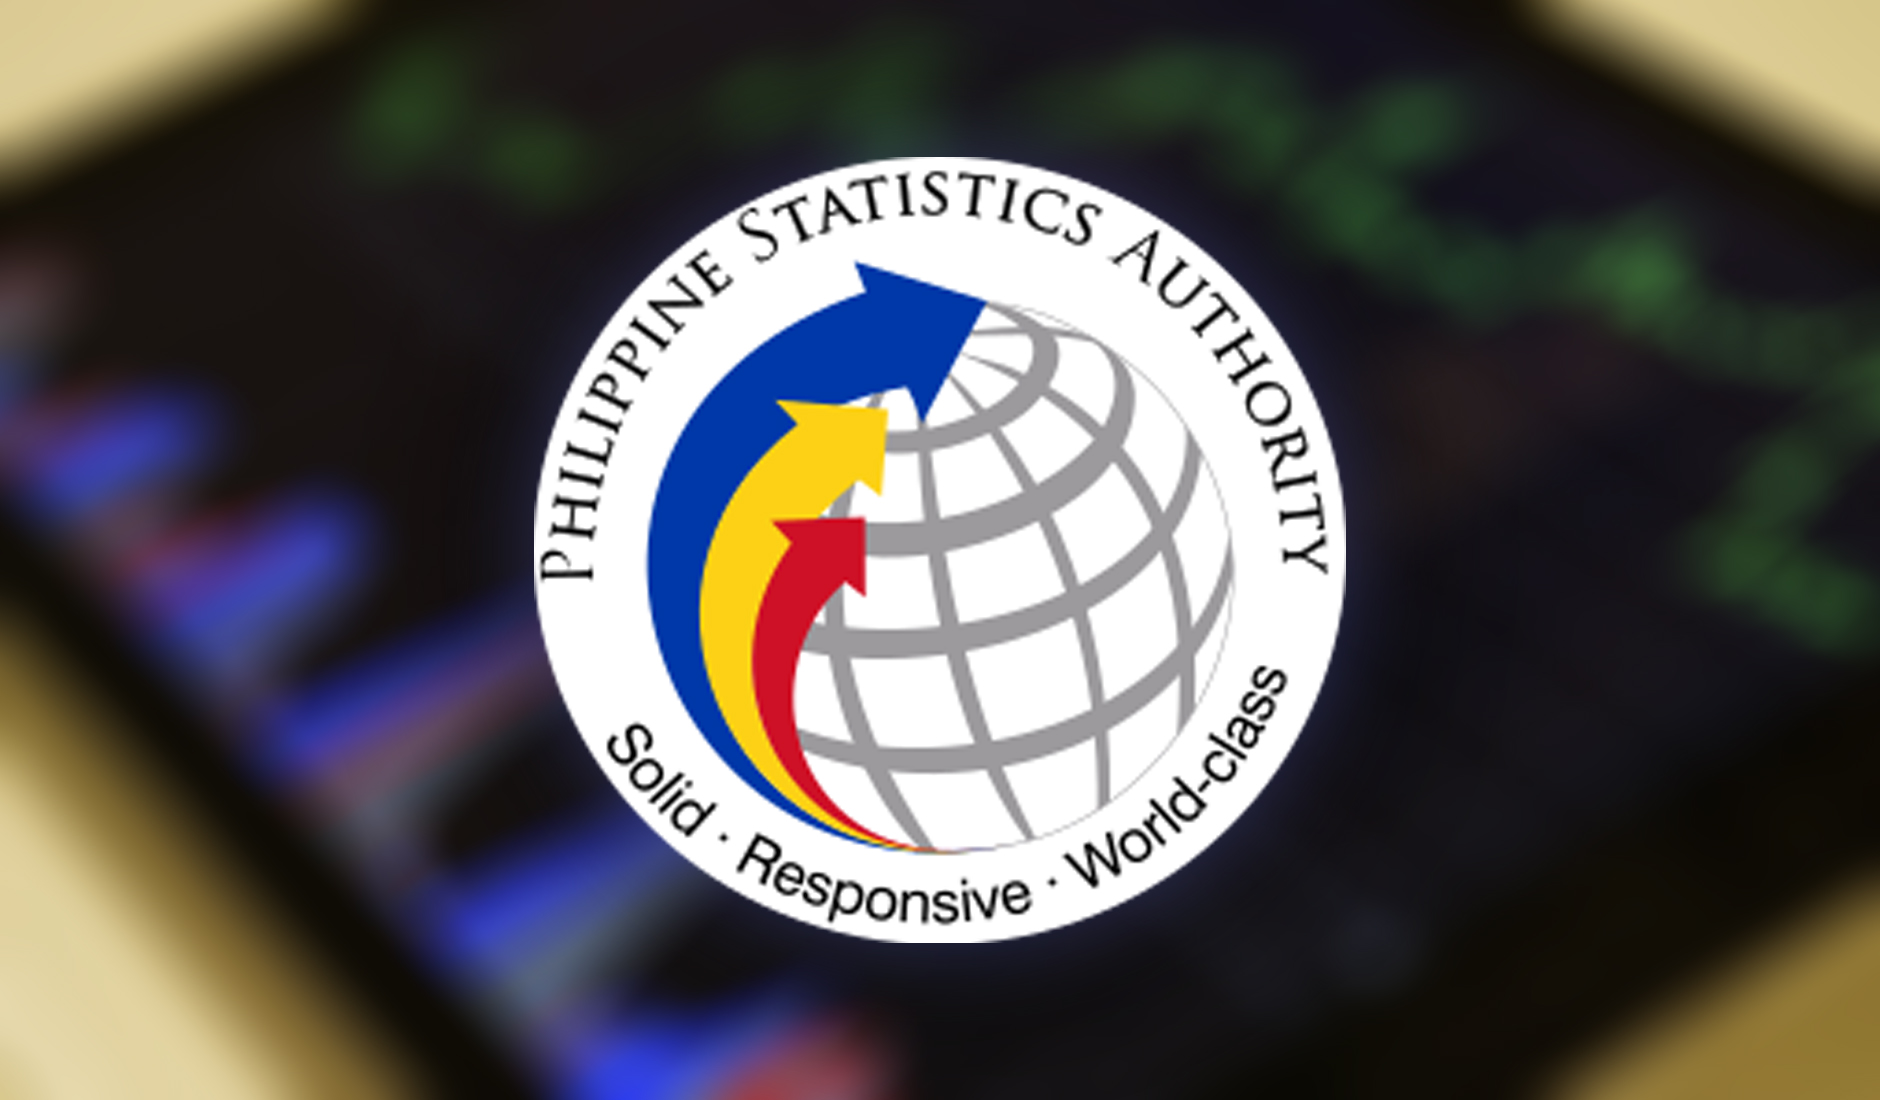 PHILIPPINE STATISTICS AUTHORITY
Solid · Responsive · World-class